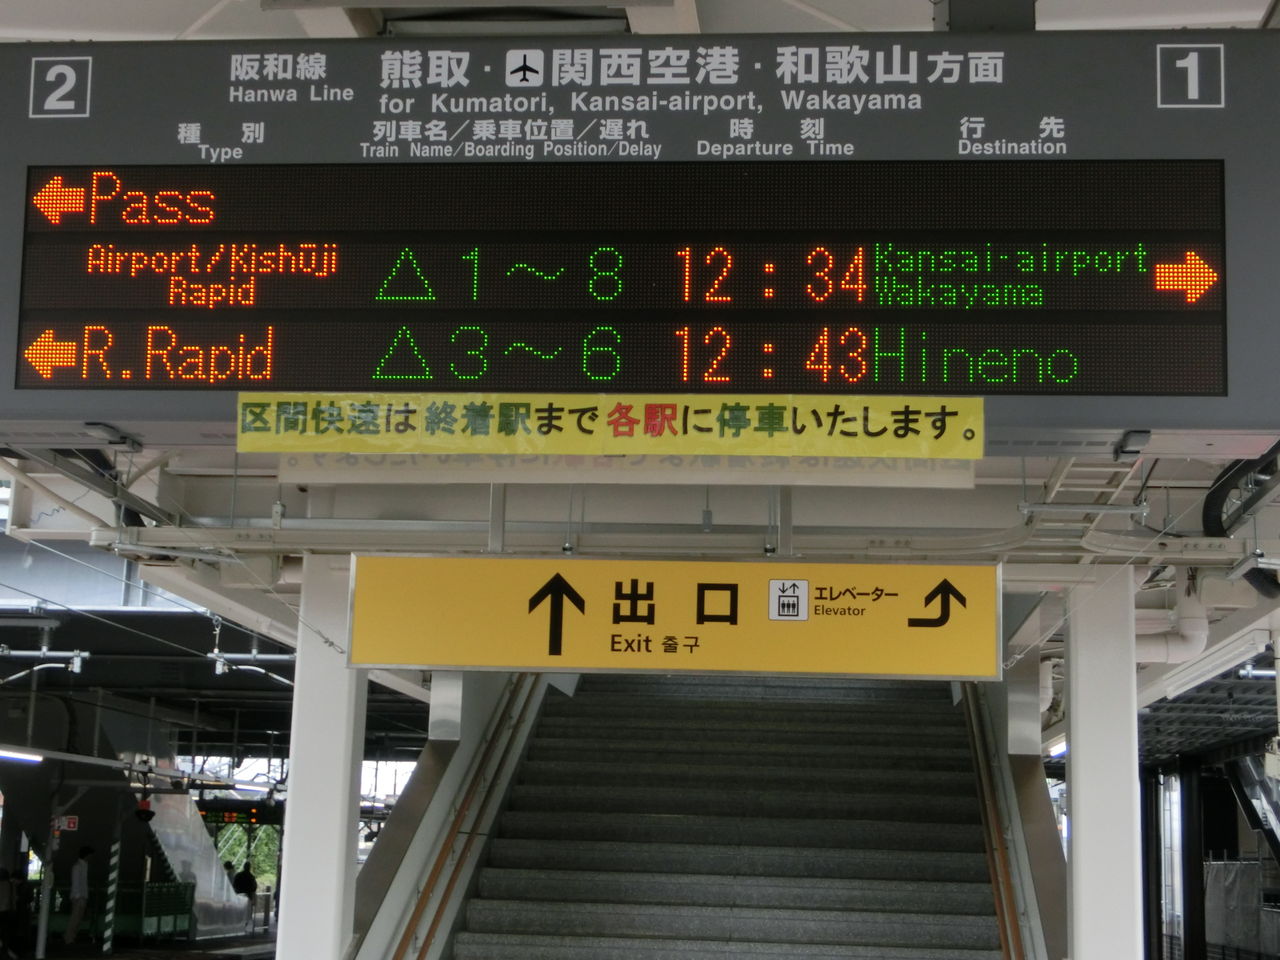 2 阪和線 熊取・関西空港・和歌山方面 1
Hanwa Line for Kumatori, Kansai-airport, Wakayama
種別 列車名/乗車位置/遅れ 時刻 行先
Type Train Name/Boarding Position/Delay Departure Time Destination
Pass
Airport/Kishūji Rapid △1～8 12:34 Kansai-airport Wakayama
R.Rapid △3～6 12:43 Hineno
区間快速は終着駅まで各駅に停車いたします。
出口 エレベーター
Elevator
Exit 출구